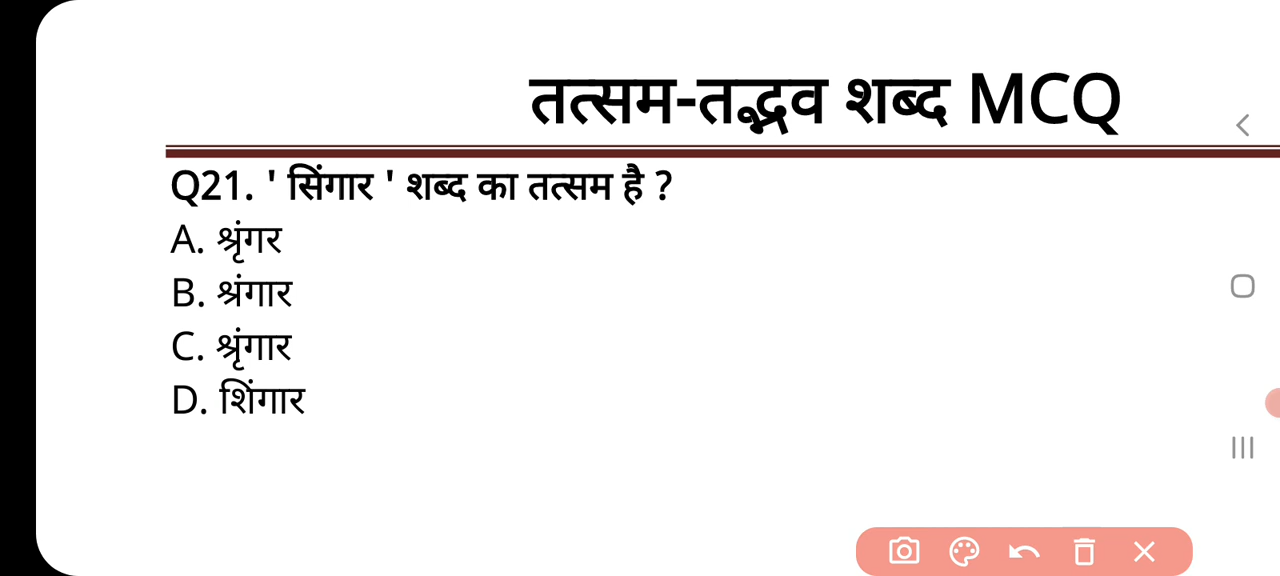 तत्सम-तद्भव शब्द MCQ
Q21. ' सिंगार ' शब्द का तत्सम है ?
A. श्रृंगर
B. श्रंगार
C. श्रृंगार
D. शिंगार